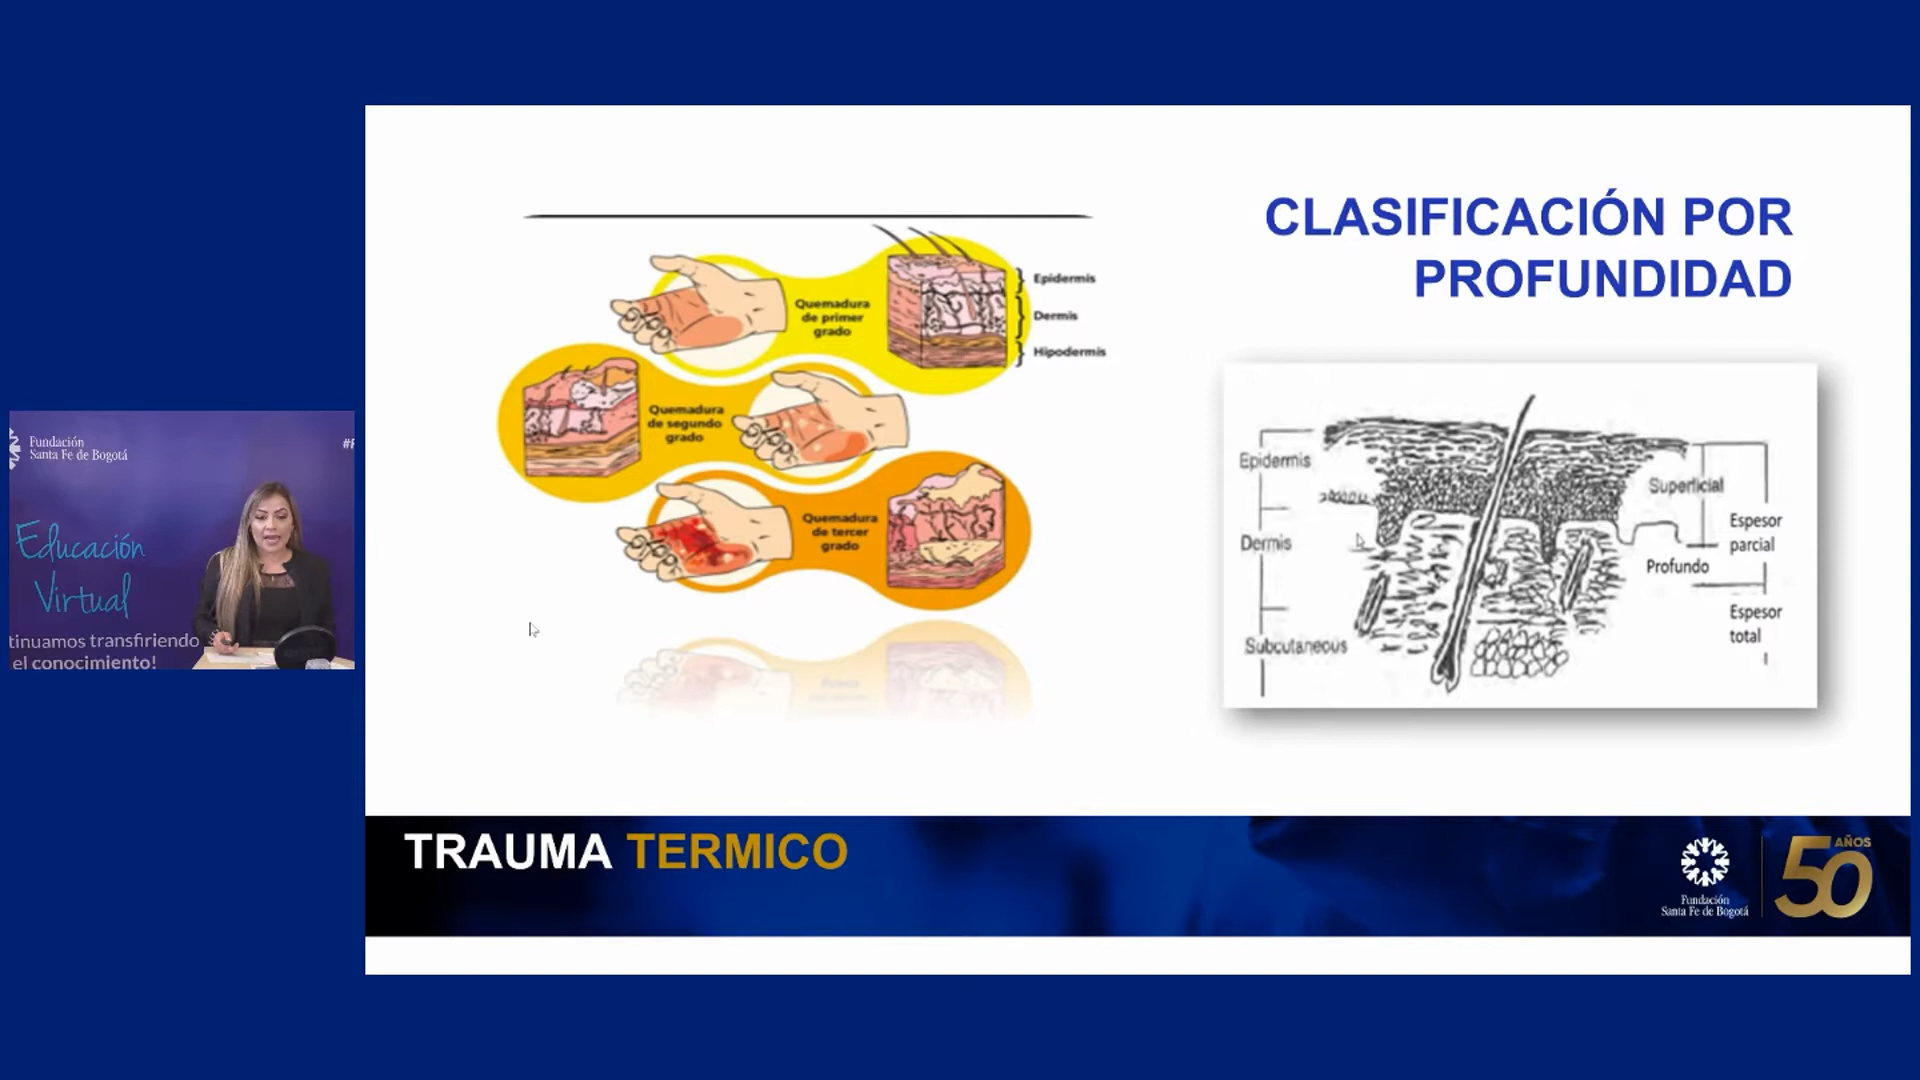 Fundación
Santa Fe de Bogotá
Educación
Virtual
tinuamos transfiriendo
el conocimiento!
CLASIFICACIÓN POR
PROFUNDIDAD
Quemadura
de primer
grado
Epidermis
Dermis
Hipodermis
Quemadura
de segundo
grado
Quemadura
de tercer
grado
Epidermis
Dermis
Subcutaneous
Superficial
Profundo
Espesor
parcial
Espesor
total
TRAUMA TERMICO
Fundación
Santa Fe de Bogotá
50 AÑOS